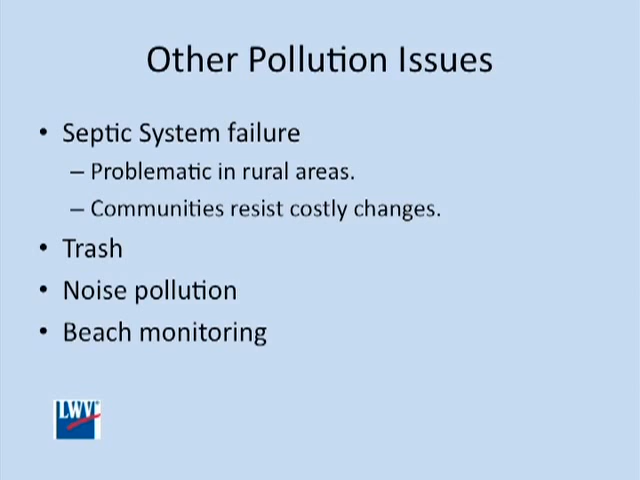 Other Pollution Issues
• Septic System failure
– Problematic in rural areas.
– Communities resist costly changes.
• Trash
• Noise pollution
• Beach monitoring
LWV